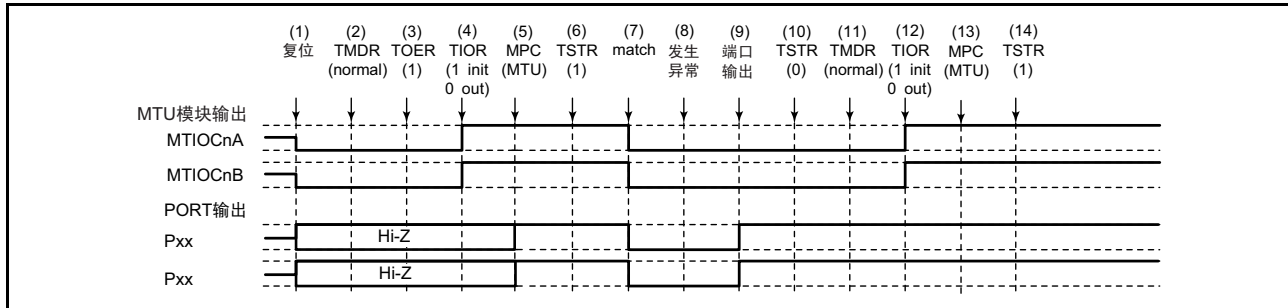 (1) (2) (3) (4) (5) (6) (7) (8) (9) (10) (11) (12) (13) (14)
复位 TMDR TOER TIOR MPC TSTR match 发生 端口 TSTR TMDR TIOR MPC TSTR
(normal) (1) (1 init (MTU) (1) 异常 输出 (0) (normal) (1 init (MTU) (1)
0 out) 0 out)
MTU模块输出
MTIOCnA
MTIOCnB
PORT输出
Pxx Hi-Z
Pxx Hi-Z